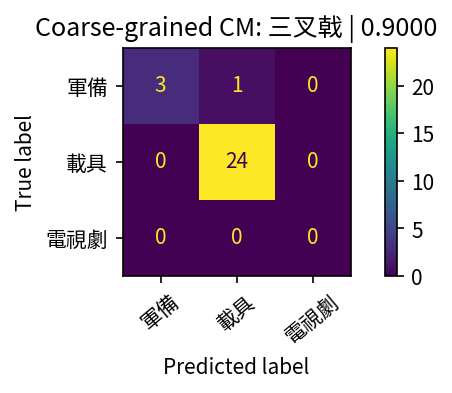 Coarse-grained CM: 三叉戟 | 0.9000
True label
軍備 3 1 0
載具 0 24 0
電視劇 0 0 0
軍備 載具 電視劇
Predicted label
20
15
10
5
0